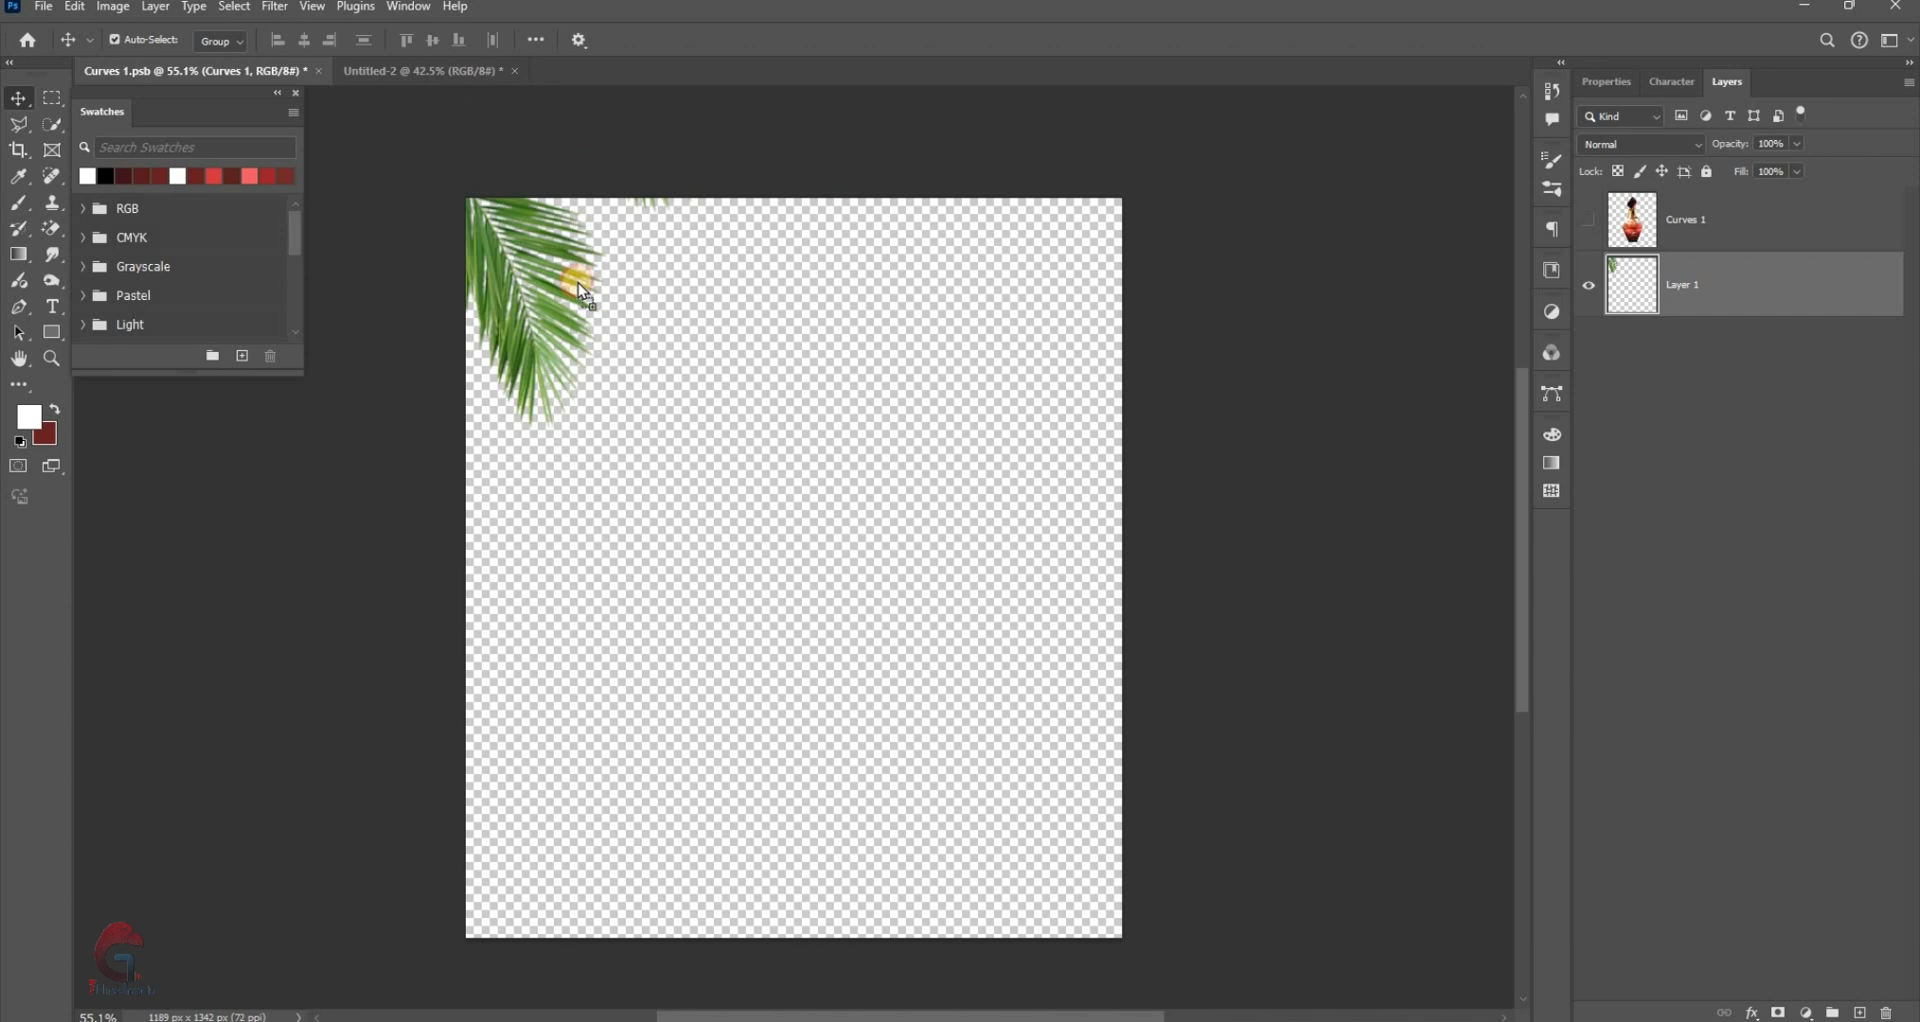 Ps File Edit Image Layer Type Select Filter View Plugins Window Help
Auto-Select: Group
Curves 1.psb @ 55.1% (Curves 1, RGB/8#) * Untitled-2 @ 42.5% (RGB/8#) *
Swatches
Search Swatches
RGB
CMYK
Grayscale
Pastel
Light
Properties Character Layers
Kind
Normal Opacity: 100%
Lock: Fill: 100%
Curves 1
Layer 1
55.1% 1189 px x 1342 px (72 ppi)